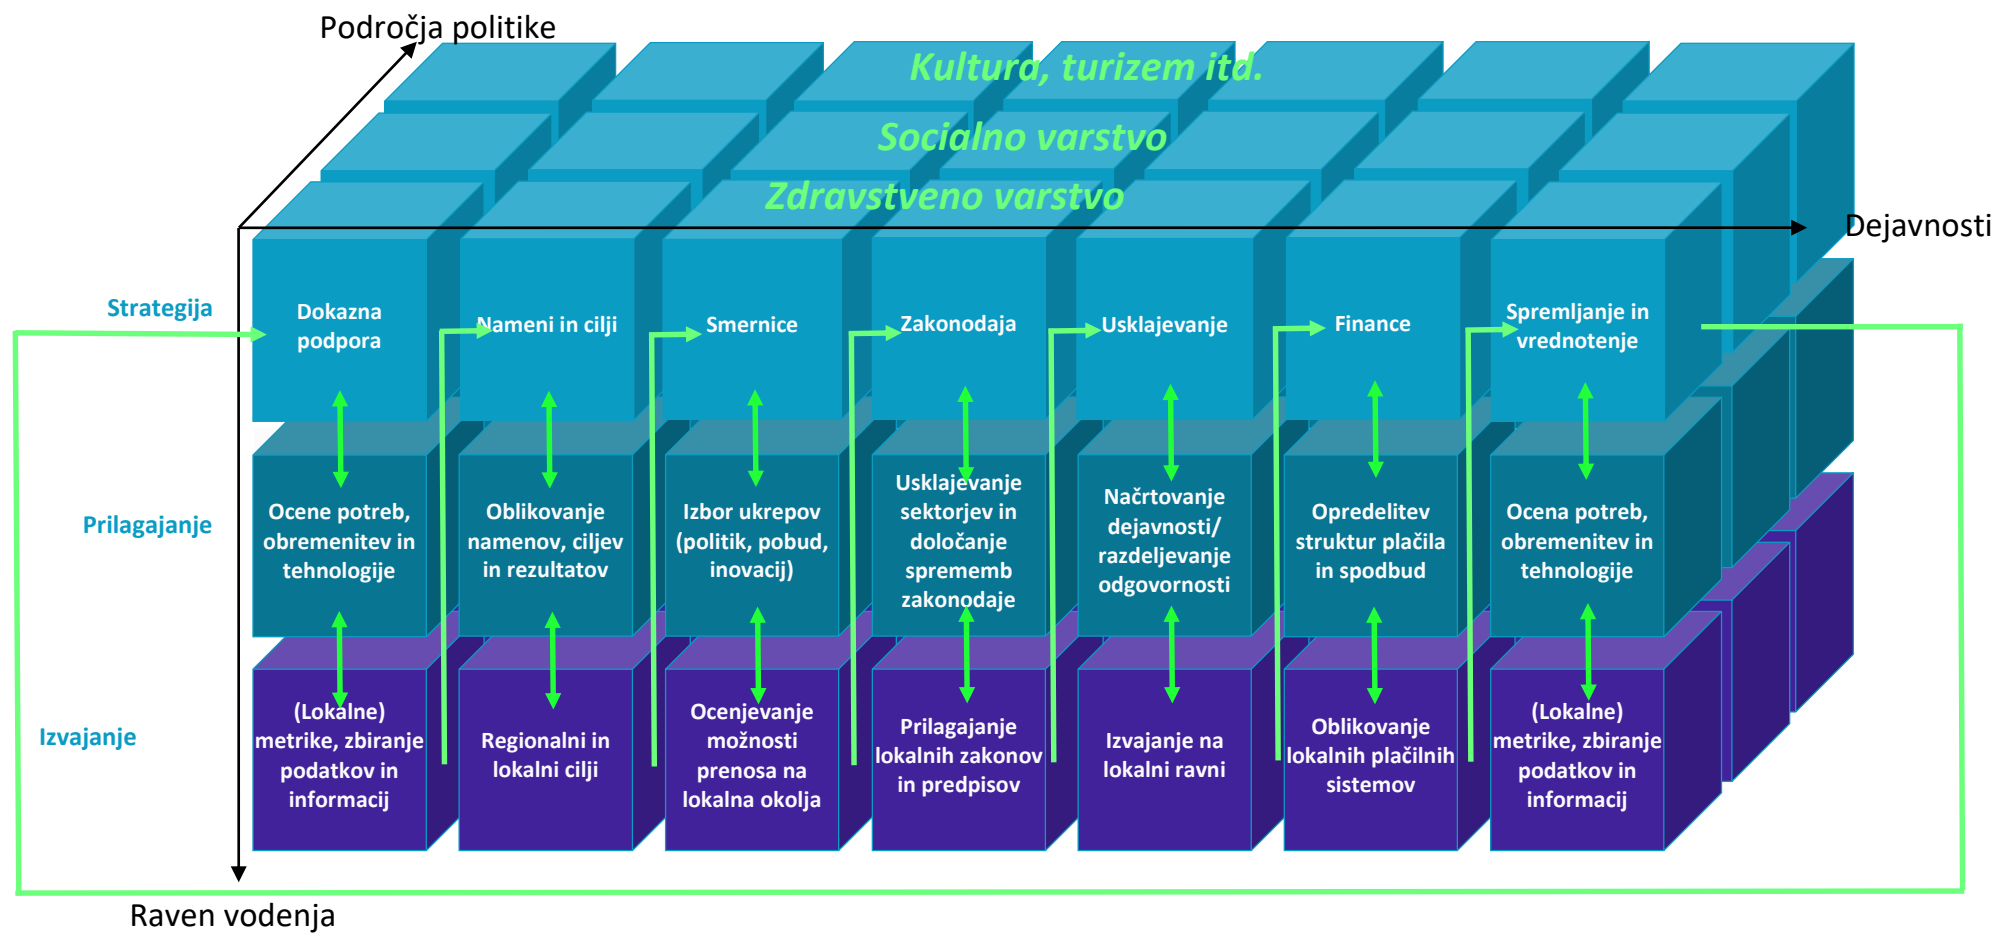 Področja politike
Kultura, turizem itd.
Socialno varstvo
Zdravstveno varstvo
Dejavnosti
Strategija
Dokazna
podpora
Nameni in cilji
Smernice
Zakonodaja
Usklajevanje
Finance
Spremljanje in
vrednotenje
Prilagajanje
Ocene potreb,
obremenitev in
tehnologije
Oblikovanje
namenov, ciljev
in rezultatov
Izbor ukrepov
(politik, pobud,
inovacij)
Usklajevanje
sektorjev in
določanje
sprememb
zakonodaje
Načrtovanje
dejavnosti/
razdeljevanje
odgovornosti
Opredelitev
struktur plačila
in spodbud
Ocena potreb,
obremenitev in
tehnologije
Izvajanje
(Lokalne)
metrike, zbiranje
podatkov in
informacij
Regionalni in
lokalni cilji
Ocenjevanje
možnosti
prenosa na
lokalna okolja
Prilagajanje
lokalnih zakonov
in predpisov
Izvajanje na
lokalni ravni
Oblikovanje
lokalnih plačilnih
sistemov
(Lokalne)
metrike, zbiranje
podatkov in
informacij
Raven vodenja